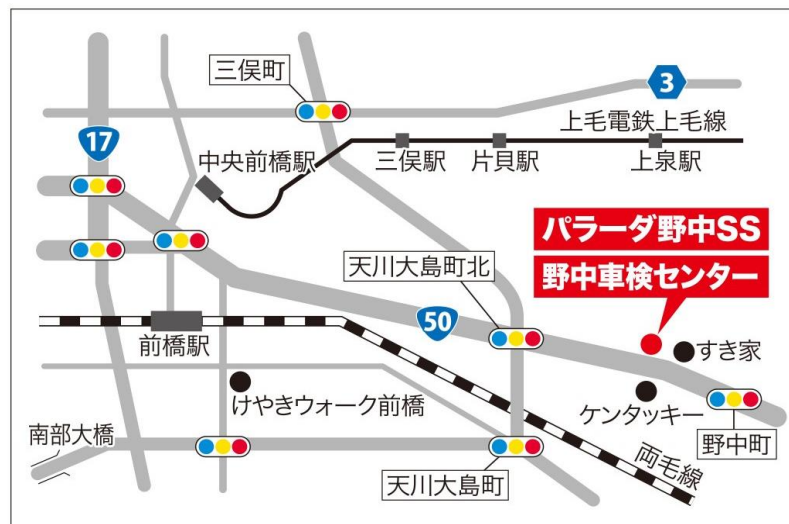 三俣町
3
上毛電鉄上毛線
17
中央前橋駅
三俣駅
片貝駅
上泉駅
パラーダ野中SS
野中車検センター
天川大島町北
50
前橋駅
すき家
けやきウォーク前橋
ケンタッキー
南部大橋
野中町
両毛線
天川大島町